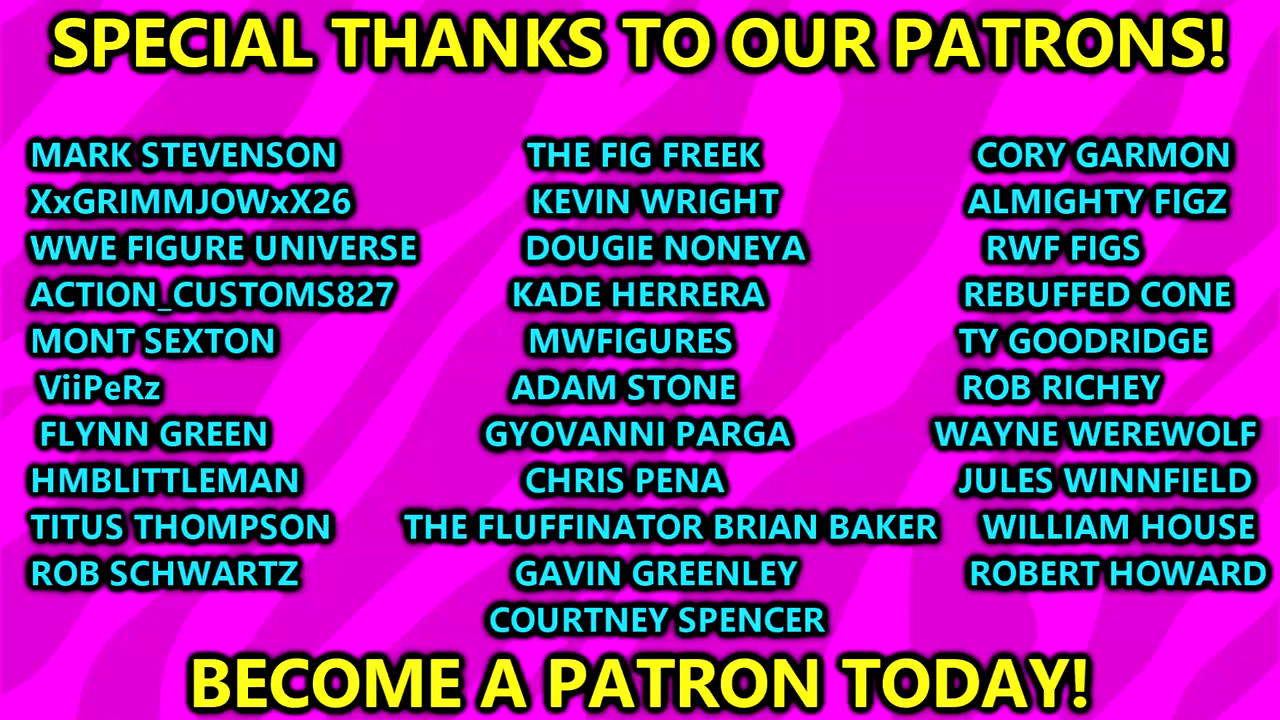 SPECIAL THANKS TO OUR PATRONS!
MARK STEVENSON THE FIG FREEK CORY GARMON
XxGRIMMJOWxX26 KEVIN WRIGHT ALMIGHTY FIGZ
WWE FIGURE UNIVERSE DOUGIE NONEYA RWF FIGS
ACTION_CUSTOMS827 KADE HERRERA REBUFFED CONE
MONT SEXTON MWFIGURES TY GOODRIDGE
ViiPeRz ADAM STONE ROB RICHEY
FLYNN GREEN GYOVANNI PARGA WAYNE WEREWOLF
HMBLITTLEMAN CHRIS PENA JULES WINNFIELD
TITUS THOMPSON THE FLUFFINATOR BRIAN BAKER WILLIAM HOUSE
ROB SCHWARTZ GAVIN GREENLEY ROBERT HOWARD
COURTNEY SPENCER
BECOME A PATRON TODAY!